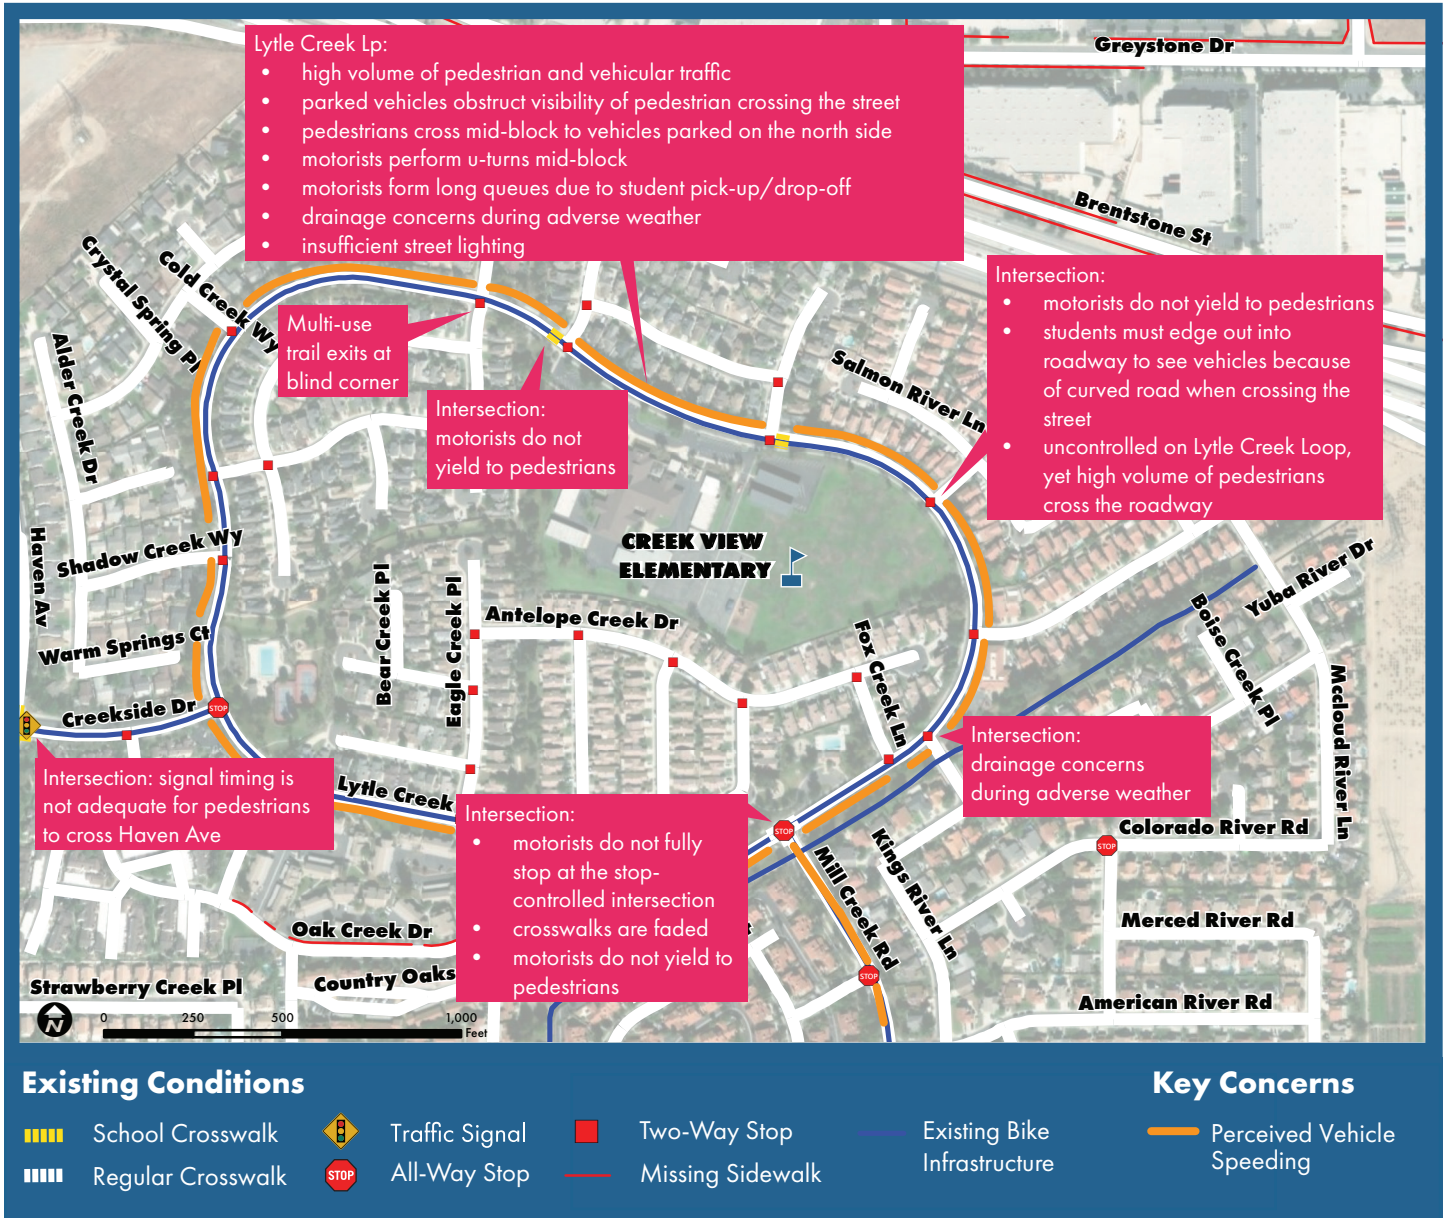 Lytle Creek Lp:
• high volume of pedestrian and vehicular traffic
• parked vehicles obstruct visibility of pedestrian crossing the street
• pedestrians cross mid-block to vehicles parked on the north side
• motorists perform u-turns mid-block
• motorists form long queues due to student pick-up/drop-off
• drainage concerns during adverse weather
• insufficient street lighting
Greystone Dr
Brentstone St
Intersection:
• motorists do not yield to pedestrians
• students must edge out into
roadway to see vehicles because
of curved road when crossing the
street
• uncontrolled on Lytle Creek Loop,
yet high volume of pedestrians
cross the roadway
Crystal Spring Pl
Cold Creek Wy
Alder Creek Dr
Multi-use
trail exits at
blind corner
Intersection:
motorists do not
yield to pedestrians
Salmon River Ln
Haven Av
Shadow Creek Wy
Warm Springs Ct
CREEK VIEW
ELEMENTARY
Bear Creek Pl
Eagle Creek Pl
Antelope Creek Dr
Fox Creek Ln
Yuba River Dr
Boise Creek Pl
Mccloud River Ln
Creekside Dr
STOP
Intersection: signal timing is
not adequate for pedestrians
to cross Haven Ave
Lytle Creek
Intersection:
drainage concerns
during adverse weather
Intersection:
• motorists do not fully
stop at the stop-
controlled intersection
• crosswalks are faded
• motorists do not yield to
pedestrians
STOP
Mill Creek Rd
Kings River Ln
STOP
Colorado River Rd
STOP
Merced River Rd
American River Rd
Oak Creek Dr
Country Oaks
Strawberry Creek Pl
N
0 250 500 1,000
Feet
Existing Conditions
Key Concerns
School Crosswalk
Traffic Signal
Two-Way Stop
Existing Bike
Infrastructure
Perceived Vehicle
Speeding
Regular Crosswalk
STOP
All-Way Stop
Missing Sidewalk